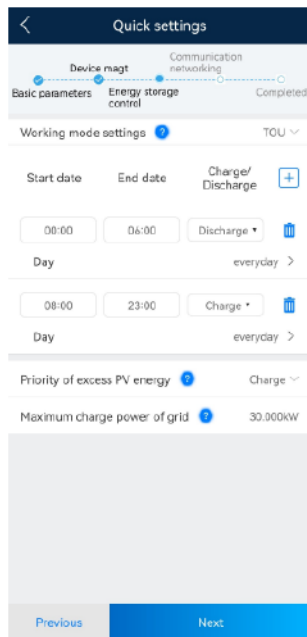 Quick settings
Communication
networking
Device magt
Basic parameters
Energy storage
control
Completed
Working mode settings ? TOU
Start date End date Charge/
Discharge +
00:00 06:00 Discharge
Day everyday >
08:00 23:00 Charge
Day everyday >
Priority of excess PV energy ? Charge
Maximum charge power of grid ? 30.000kW
Previous Next